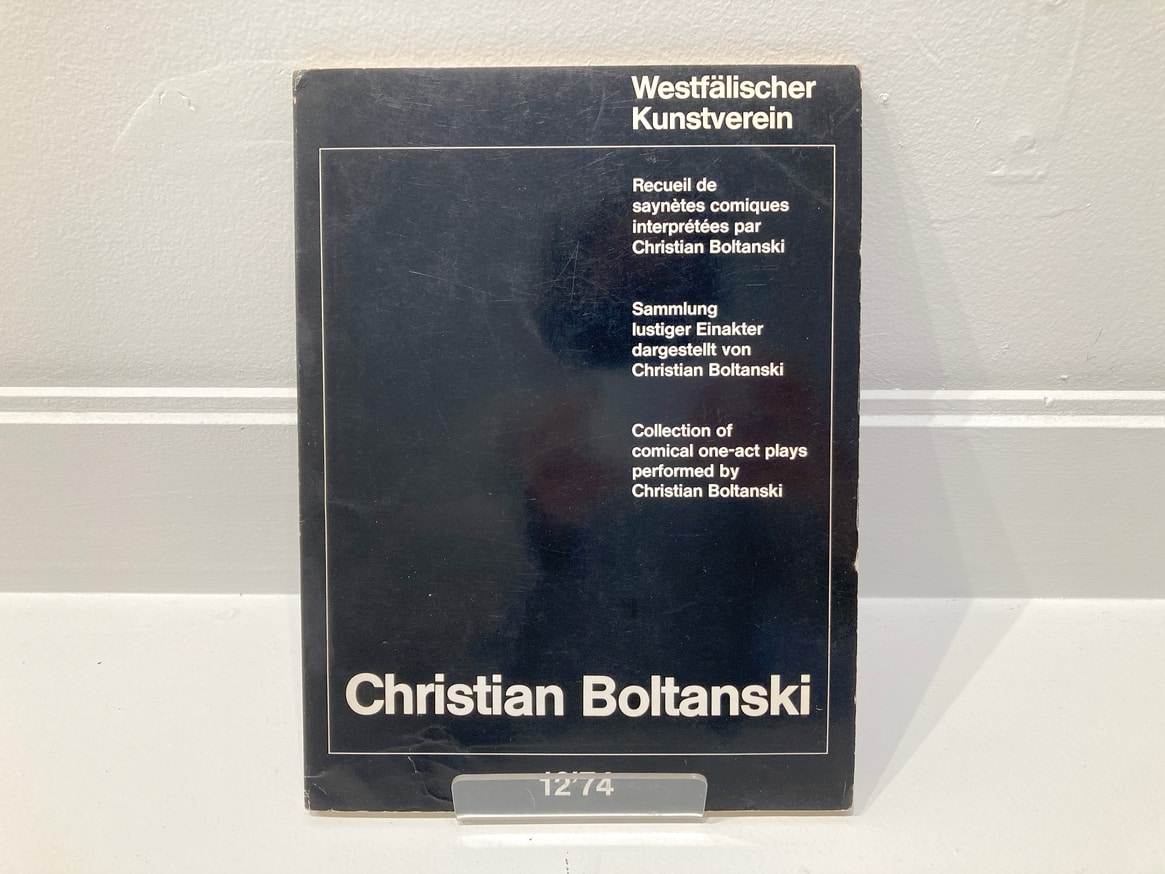 Westfälischer
Kunstverein
Recueil de
saynètes comiques
interprétées par
Christian Boltanski
Sammlung
lustiger Einakter
dargestellt von
Christian Boltanski
Collection of
comical one-act plays
performed by
Christian Boltanski
Christian Boltanski
12'74